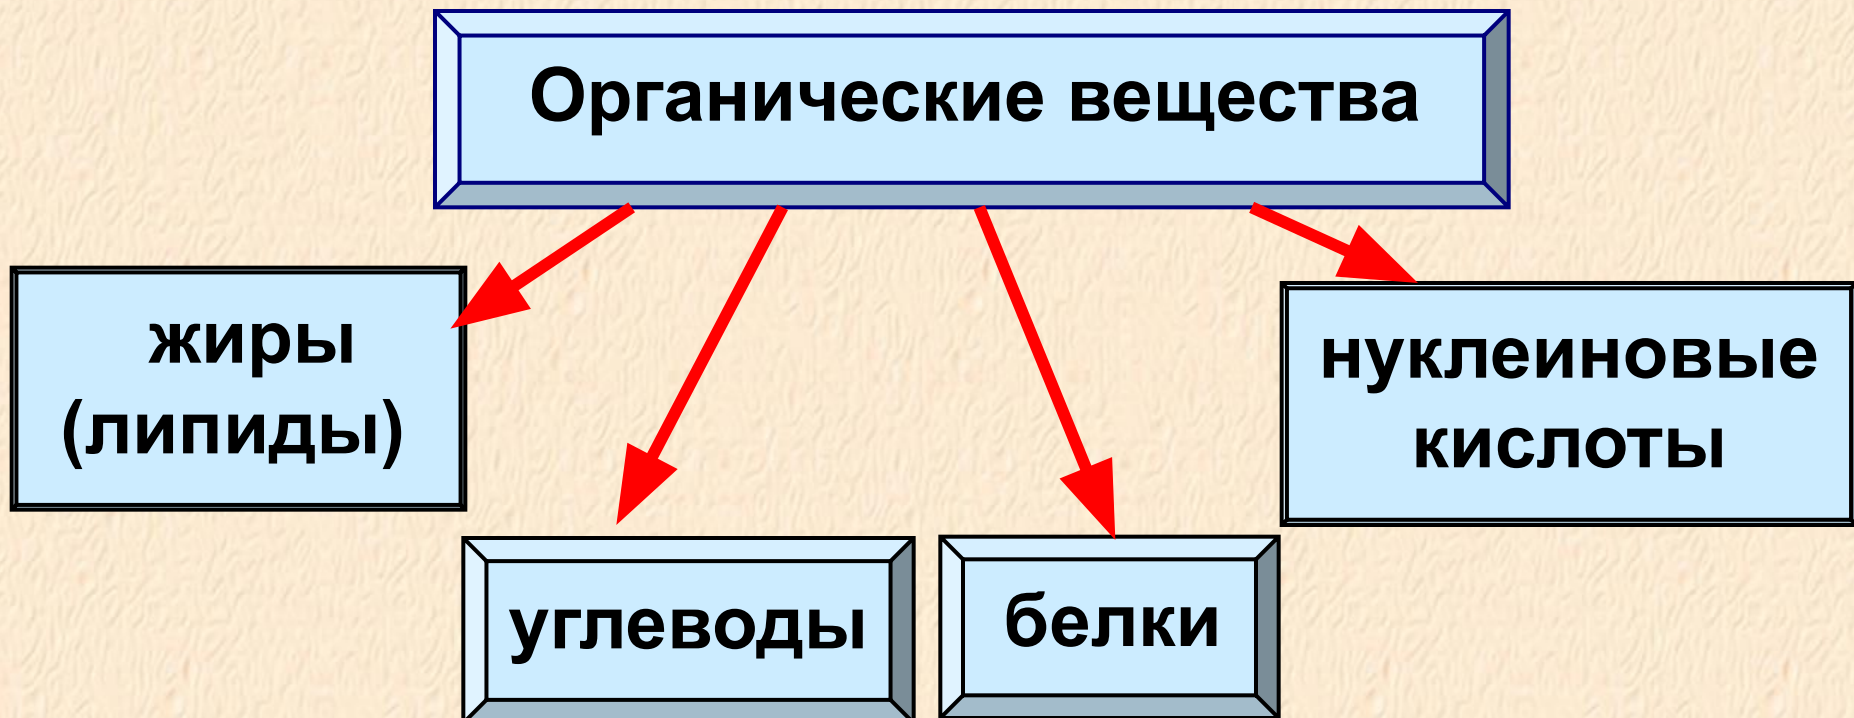 Органические вещества
жиры
(липиды)
нуклеиновые
кислоты
углеводы
белки